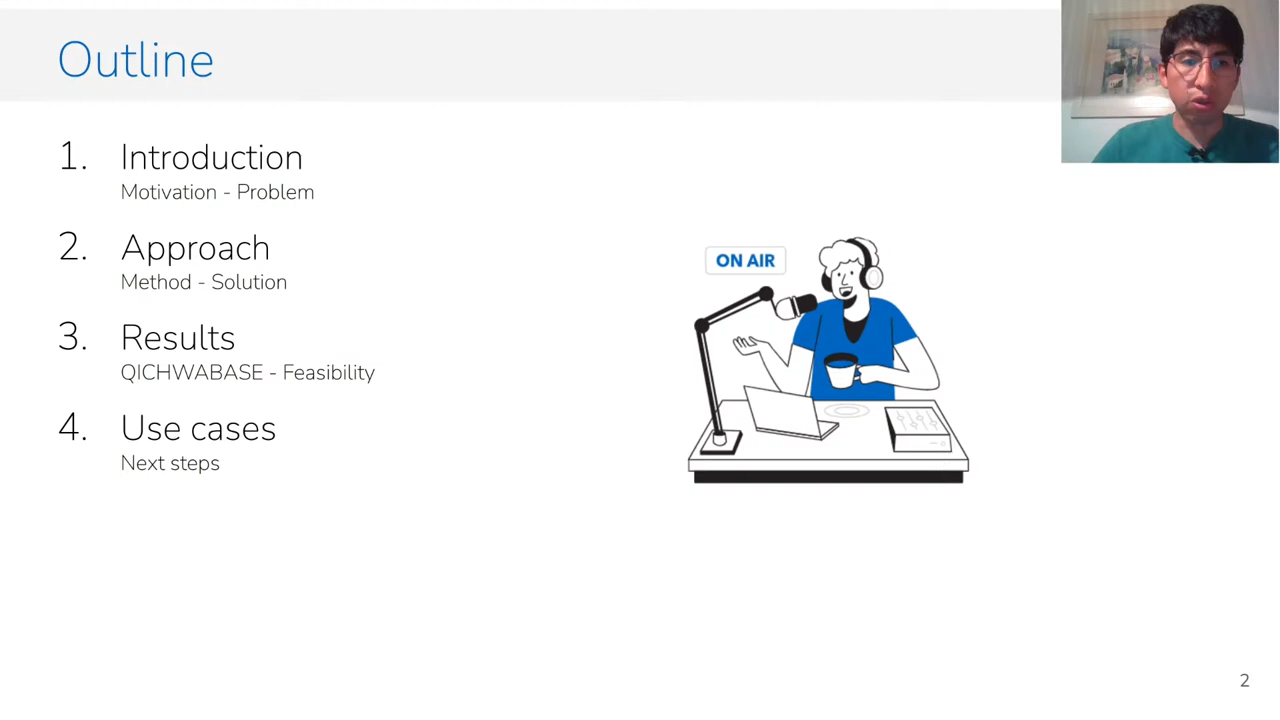 Outline
1. Introduction
Motivation - Problem
2. Approach
Method - Solution
3. Results
QICHWABASE - Feasibility
4. Use cases
Next steps
ON AIR
2